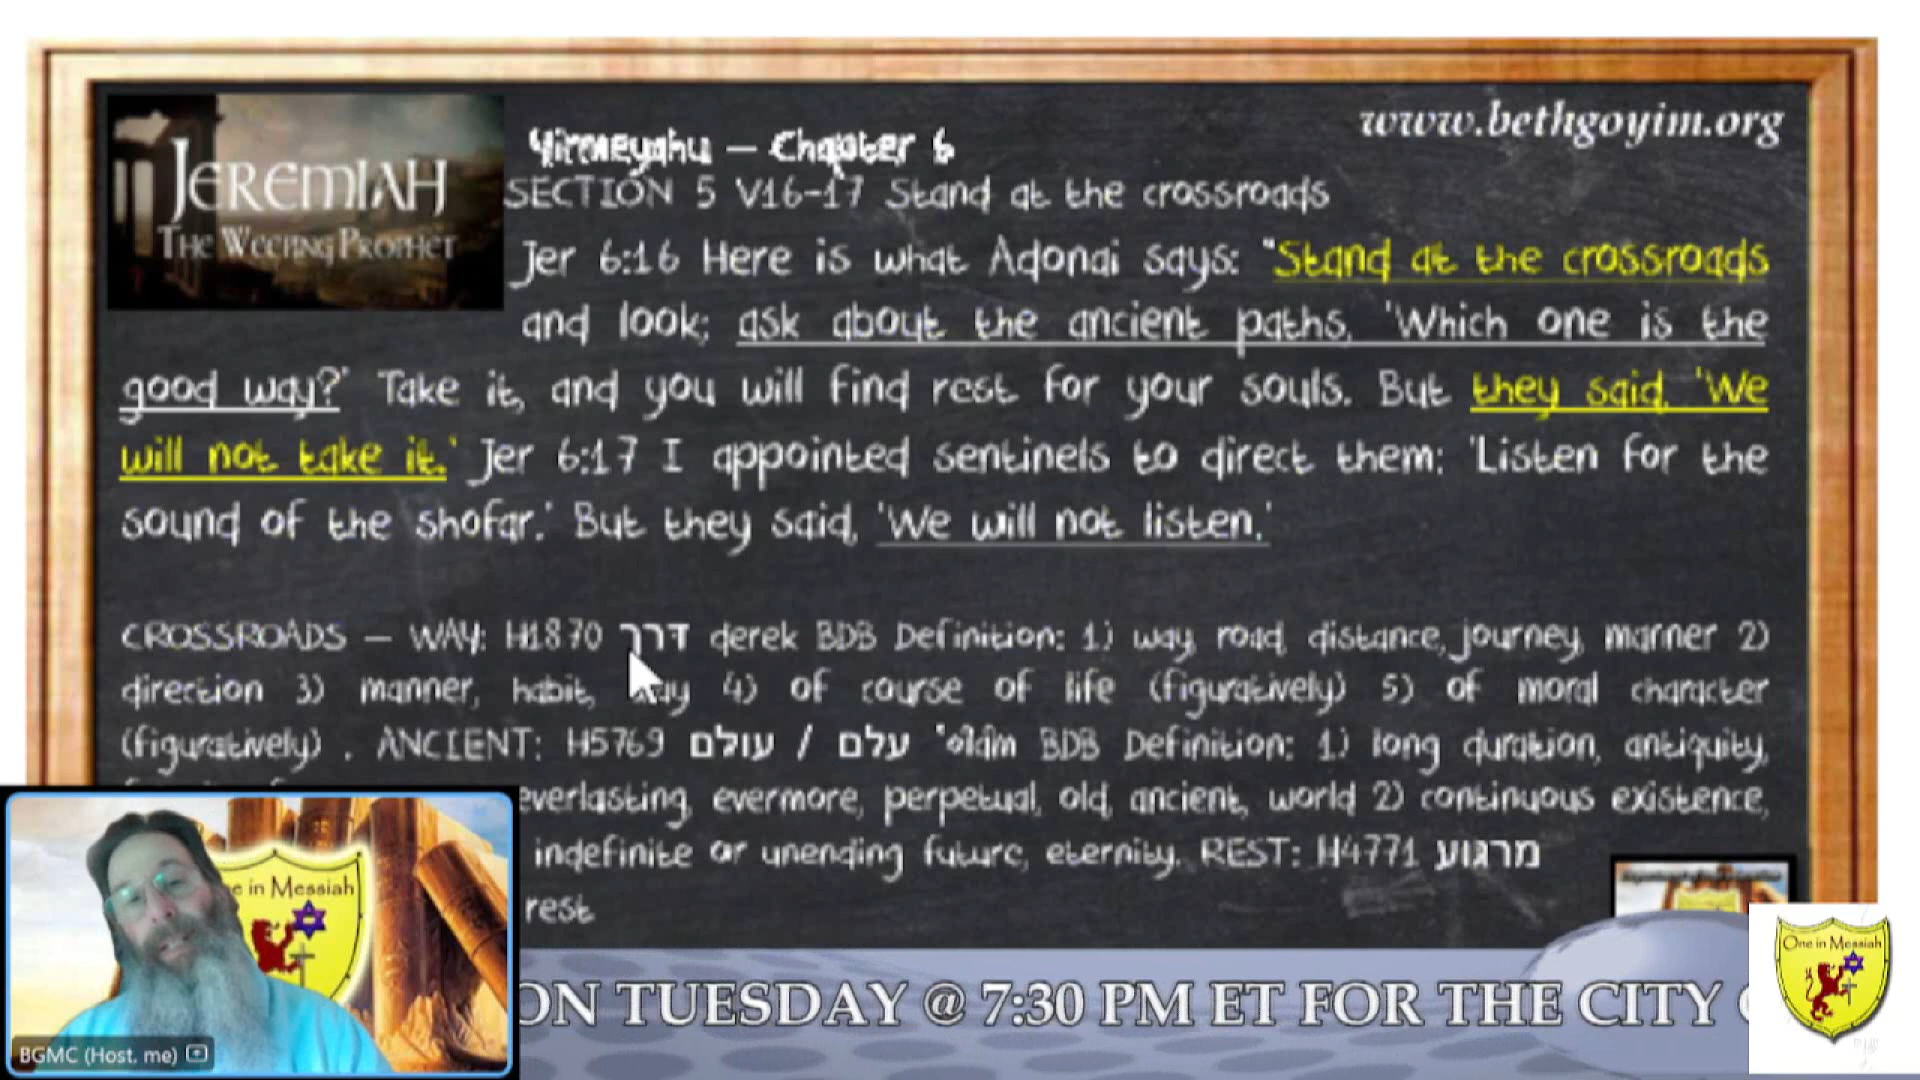 www.bethgoyim.org
JEREMIAH
THE WEEPING PROPHET
Yirmeyahu – Chapter 6
SECTION 5 V16-17 Stand at the crossroads
Jer 6:16 Here is what Adonai says: "Stand at the crossroads
and look; ask about the ancient paths, 'Which one is the
good way?' Take it, and you will find rest for your souls. But they said, 'We
will not take it.' Jer 6:17 I appointed sentinels to direct them: 'Listen for the
sound of the shofar.' But they said, 'We will not listen.'
CROSSROADS – WAY: H1870 דרך derek BDB Definition: 1) way, road, distance, journey, manner 2)
direction 3) manner, habit, way 4) of course of life (figuratively) 5) of moral character
(figuratively) . ANCIENT: H5769 עולם / עלם ‛ôlâm BDB Definition: 1) long duration, antiquity,
everlasting, evermore, perpetual, old, ancient, world 2) continuous existence,
indefinite or unending future, eternity. REST: H4771 מרגוע
rest
One in Messiah
BGMC (Host, me)
ON TUESDAY @ 7:30 PM ET FOR THE CITY
One in Messiah